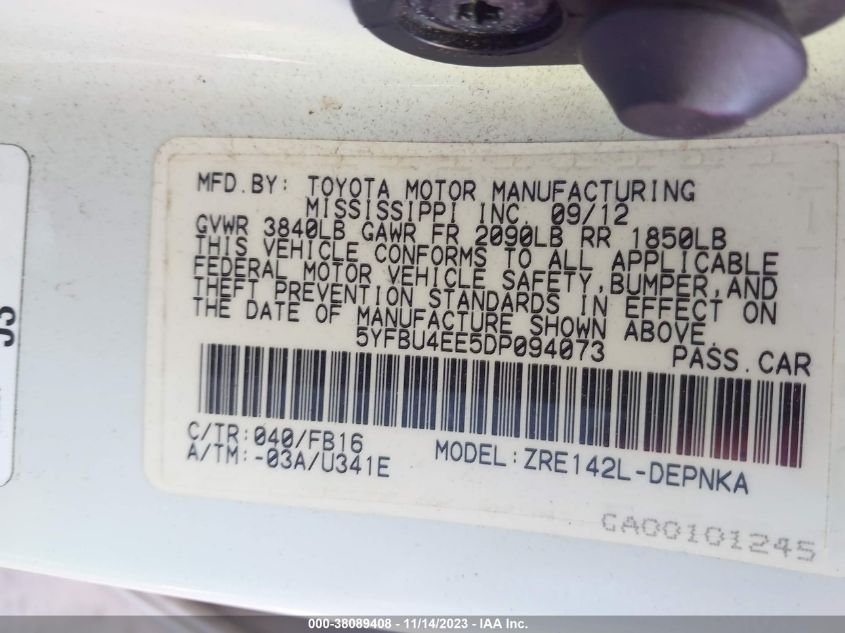 MFD.BY: TOYOTA MOTOR MANUFACTURING
MISSISSIPPI INC. 09/12
GVWR 3840LB GAWR FR 2090LB RR 1850LB
THIS VEHICLE CONFORMS TO ALL APPLICABLE
FEDERAL MOTOR VEHICLE SAFETY,BUMPER,AND
THEFT PREVENTION STANDARDS IN EFFECT ON
THE DATE OF MANUFACTURE SHOWN ABOVE.
5YFBU4EE5DP094073 PASS.CAR
C/TR:040/FB16
A/TM:-03A/U341E MODEL:ZRE142L-DEPNKA
GA00101245
000-38089408 - 11/14/2023 - IAA Inc.